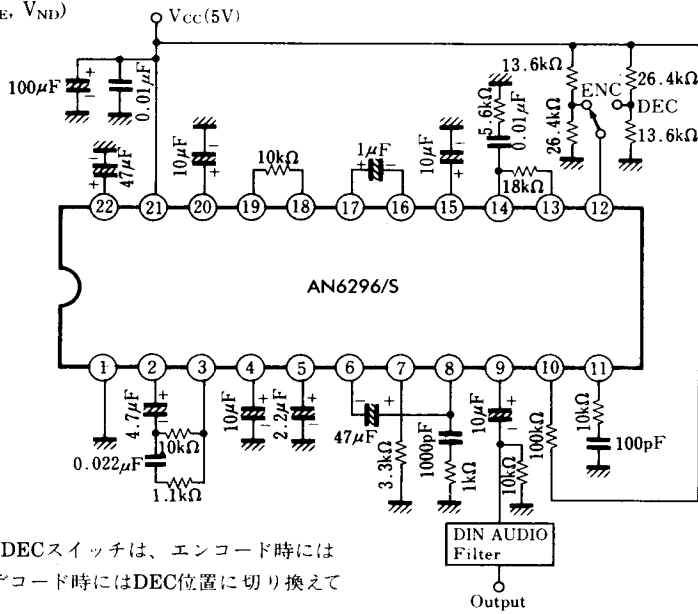 E, VND)
VCC(5V)
100μF
+
−
0.01μF
47μF
−
+
10μF
−
+
10kΩ
1μF
+
−
10μF
−
+
5.6kΩ
0.01μF
18kΩ
13.6kΩ
26.4kΩ
ENC
DEC
26.4kΩ
13.6kΩ
22
21
20
19
18
17
16
15
14
13
12
AN6296/S
1
2
3
4
5
6
7
8
9
10
11
4.7μF
+
−
10kΩ
0.022μF
1.1kΩ
10μF
+
−
2.2μF
+
−
−
+
47μF
3.3kΩ
1000pF
1kΩ
10μF
+
−
10kΩ
100kΩ
10kΩ
100pF
DIN AUDIO
Filter
Output
DECスイッチは、エンコード時には
デコード時にはDEC位置に切り換えて